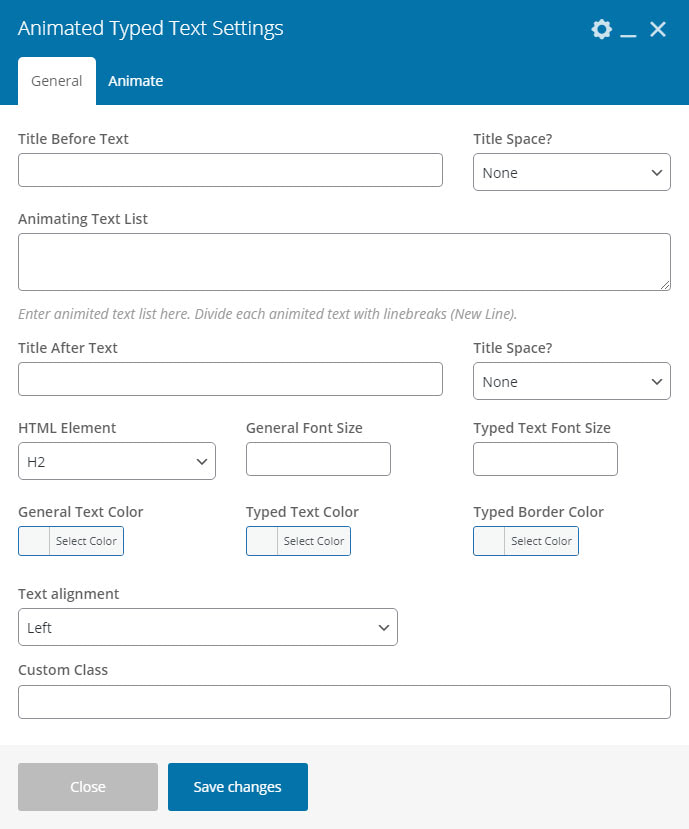 Animated Typed Text Settings
General Animate
Title Before Text Title Space?
None
Animating Text List
Enter animited text list here. Divide each animited text with linebreaks (New Line).
Title After Text Title Space?
None
HTML Element General Font Size Typed Text Font Size
H2
General Text Color Typed Text Color Typed Border Color
Select Color Select Color Select Color
Text alignment
Left
Custom Class
Close Save changes